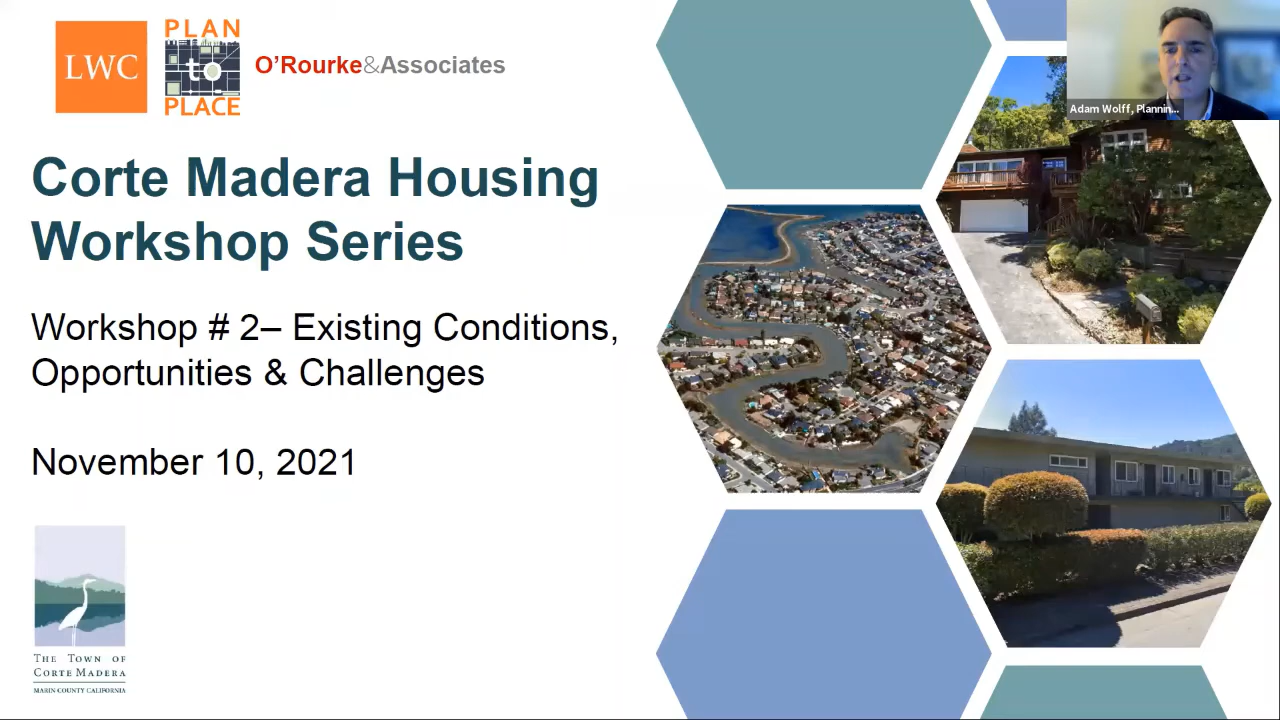 LWC
PLAN
to
PLACE
O'Rourke&Associates
Adam Wolff, Plannin...
Corte Madera Housing
Workshop Series
Workshop # 2– Existing Conditions,
Opportunities & Challenges
November 10, 2021
THE TOWN OF
CORTE MADERA
MARIN COUNTY CALIFORNIA